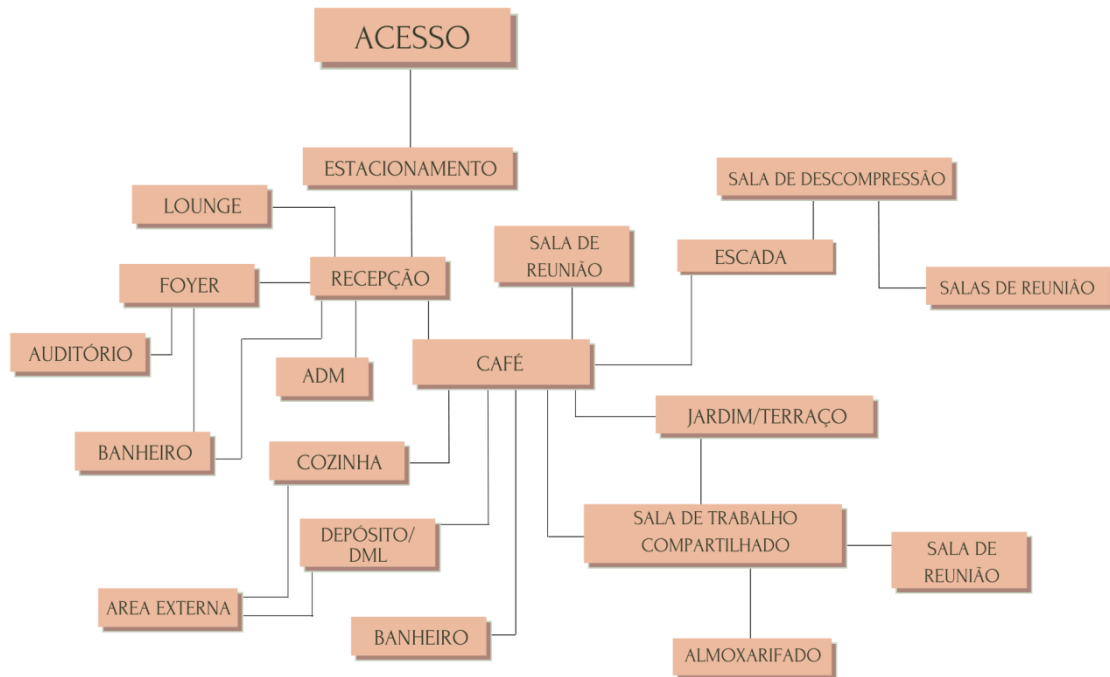 ACESSO
ESTACIONAMENTO
SALA DE DESCOMPRESSÃO
LOUNGE
SALA DE
REUNIÃO
ESCADA
FOYER
RECEPÇÃO
SALAS DE REUNIÃO
AUDITÓRIO
ADM
CAFÉ
JARDIM/TERRAÇO
BANHEIRO
COZINHA
SALA DE TRABALHO
COMPARTILHADO
DEPÓSITO/
DML
SALA DE
REUNIÃO
AREA EXTERNA
BANHEIRO
ALMOXARIFADO